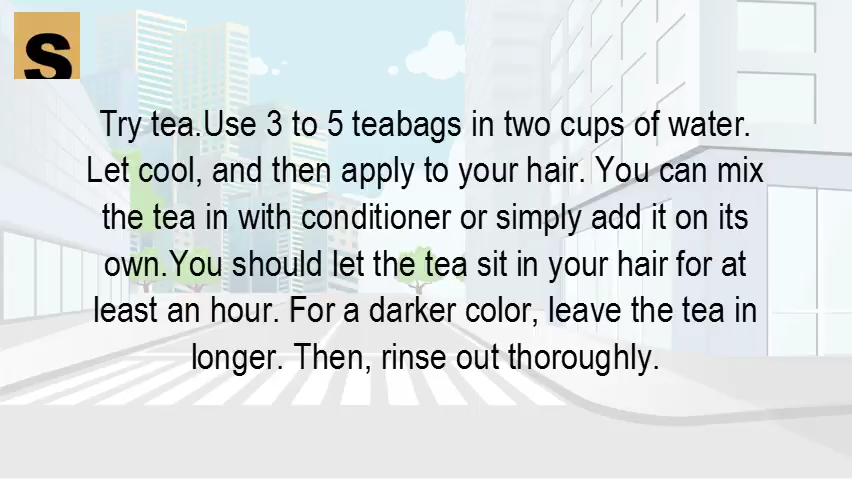 S
Try tea.Use 3 to 5 teabags in two cups of water.
Let cool, and then apply to your hair. You can mix
the tea in with conditioner or simply add it on its
own.You should let the tea sit in your hair for at
least an hour. For a darker color, leave the tea in
longer. Then, rinse out thoroughly.